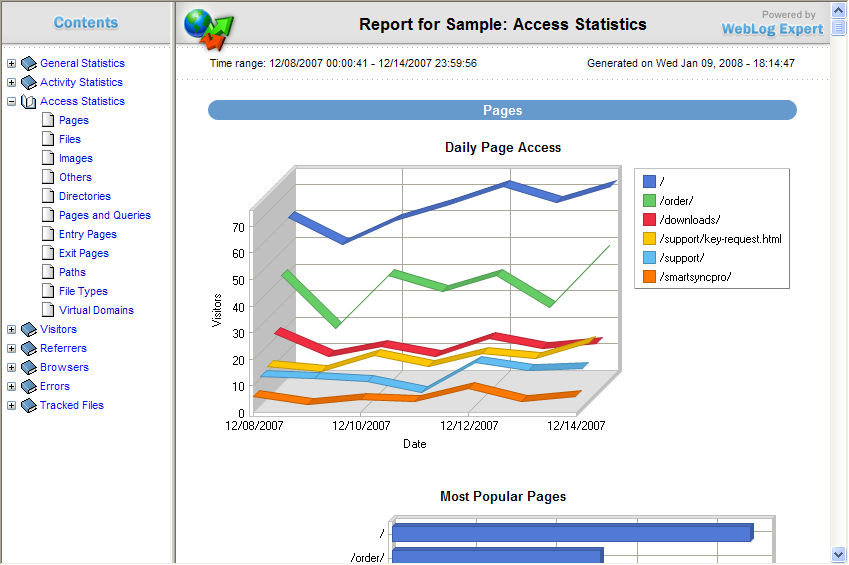 Contents
General Statistics
Activity Statistics
Access Statistics
Pages
Files
Images
Others
Directories
Pages and Queries
Entry Pages
Exit Pages
Paths
File Types
Virtual Domains
Visitors
Referrers
Browsers
Errors
Tracked Files
Report for Sample: Access Statistics
Powered by
WebLog Expert
Time range: 12/08/2007 00:00:41 - 12/14/2007 23:59:56
Generated on Wed Jan 09, 2008 - 18:14:47
Pages
Daily Page Access
70
60
50
40
30
20
10
0
Visitors
12/08/2007 12/10/2007 12/12/2007 12/14/2007
Date
/
/order/
/downloads/
/support/key-request.html
/support/
/smartsyncpro/
Most Popular Pages
/
/order/